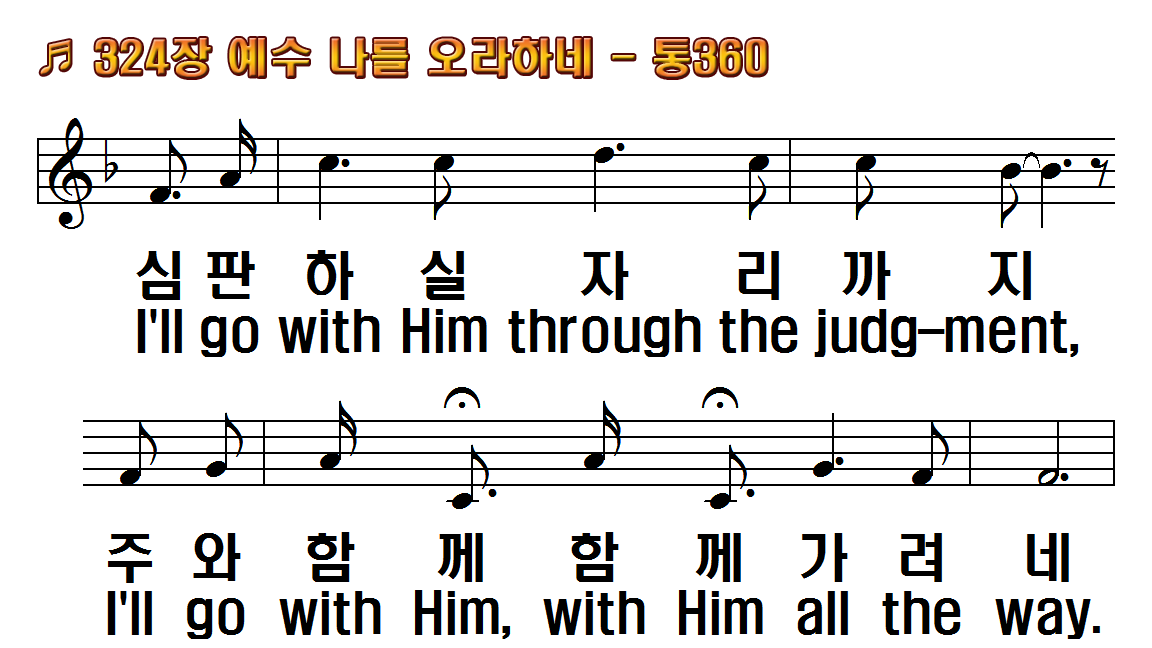 324장 예수 나를 오라하네 - 통360
심 판 하 실 자 리 까 지
I'll go with Him through the judg-ment,
주 와 함 께 함 께 가 려 네
I'll go with Him, with Him all the way.